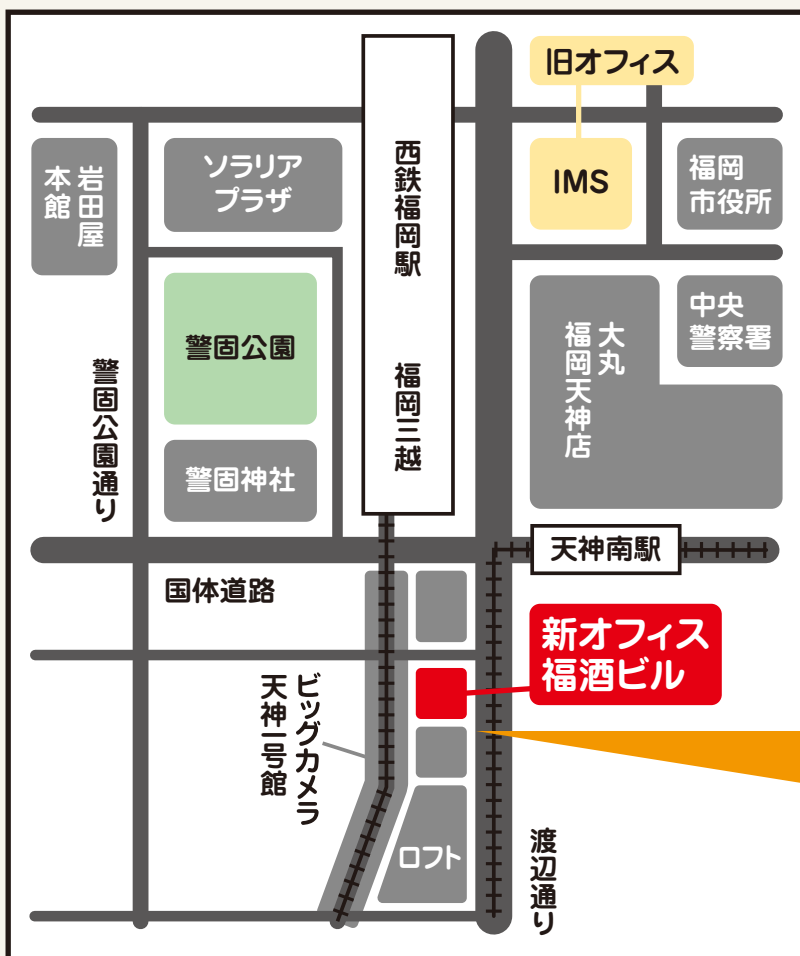 旧オフィス
IMS
福岡
市役所
ソラリア
プラザ
岩田屋
本館
西鉄福岡駅
福岡三越
中央
警察署
大丸
福岡天神店
警固公園
警固公園通り
警固神社
天神南駅
国体道路
新オフィス
福酒ビル
ビッグカメラ
天神一号館
ロフト
渡辺通り